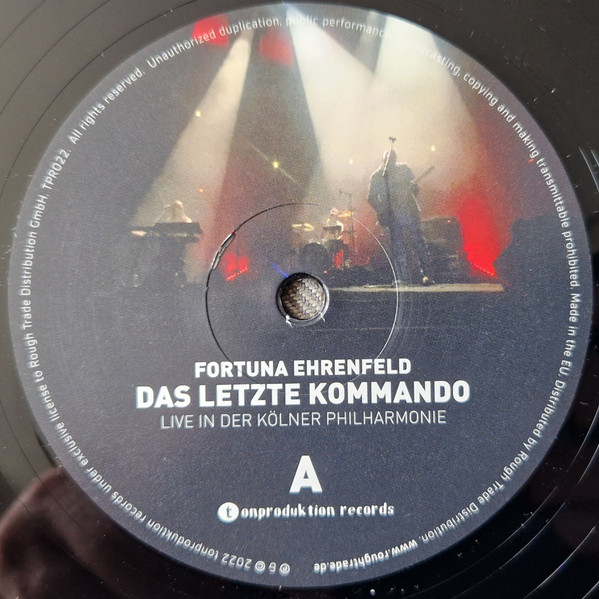 FORTUNA EHRENFELD
DAS LETZTE KOMMANDO
LIVE IN DER KÖLNER PHILHARMONIE
A
tonproduktion records
℗ & © 2022 tonproduktion records under exclusive license to Rough Trade Distribution GmbH. TPR022. All rights reserved. Unauthorized duplication, public performance, copying and making transmittable prohibited. Made in the EU. Distributed by Rough Trade Distribution. www.roughtrade.de